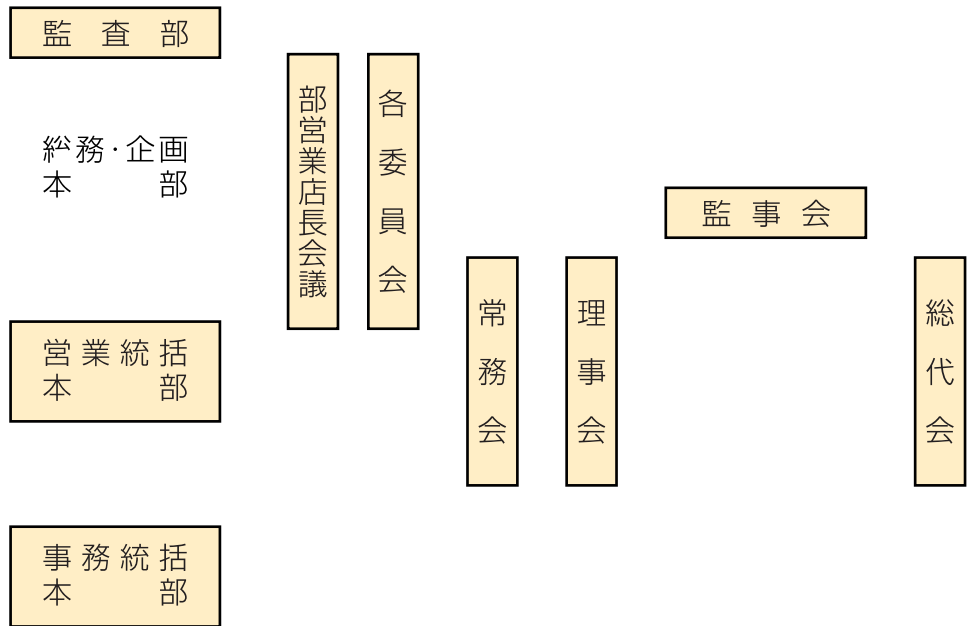 監査部
総務・企画
本部
営業統括
本部
事務統括
本部
部営業店長会議
各委員会
常務会
理事会
監事会
総代会